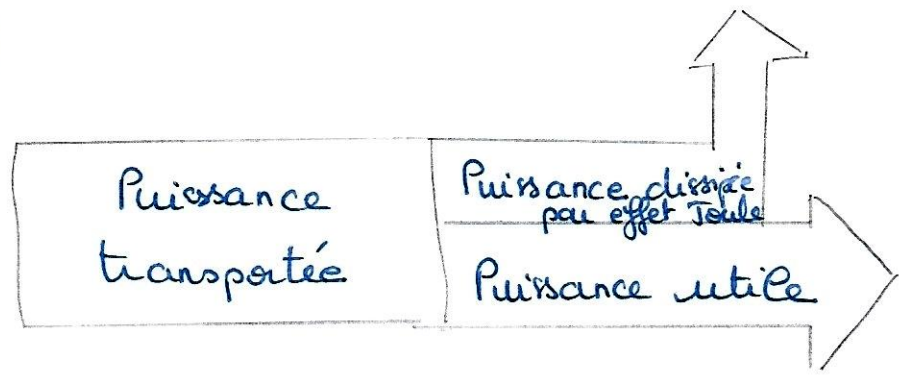 Puissance
transportée
Puissance dissipée
par effet Joule
Puissance utile